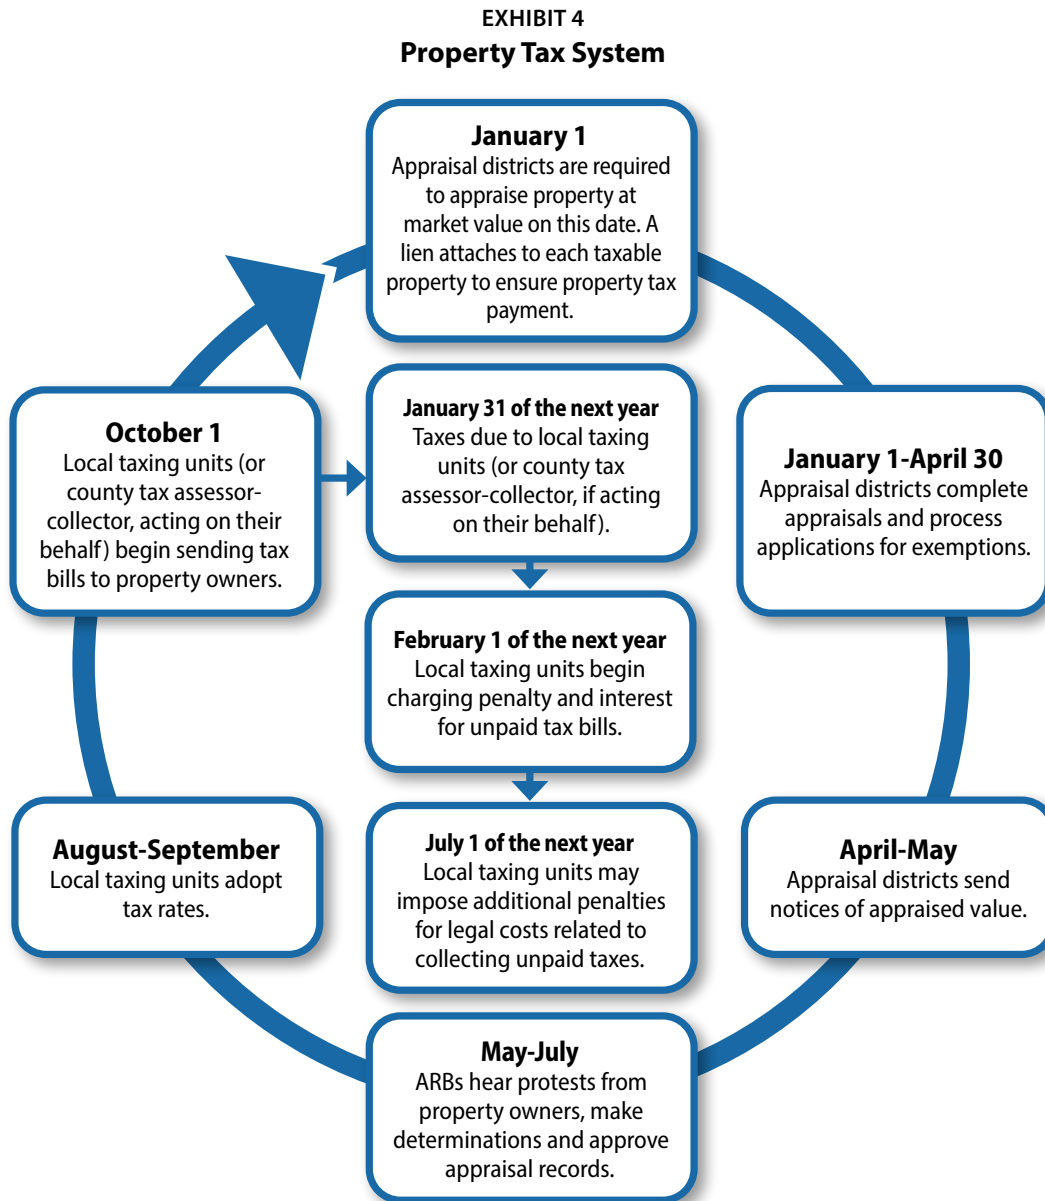 EXHIBIT 4
Property Tax System
January 1
Appraisal districts are required
to appraise property at
market value on this date. A
lien attaches to each taxable
property to ensure property tax
payment.
January 1-April 30
Appraisal districts complete
appraisals and process
applications for exemptions.
April-May
Appraisal districts send
notices of appraised value.
May-July
ARBs hear protests from
property owners, make
determinations and approve
appraisal records.
August-September
Local taxing units adopt
tax rates.
October 1
Local taxing units (or
county tax assessor-
collector, acting on their
behalf) begin sending tax
bills to property owners.
January 31 of the next year
Taxes due to local taxing
units (or county tax
assessor-collector, if acting
on their behalf).
February 1 of the next year
Local taxing units begin
charging penalty and interest
for unpaid tax bills.
July 1 of the next year
Local taxing units may
impose additional penalties
for legal costs related to
collecting unpaid taxes.